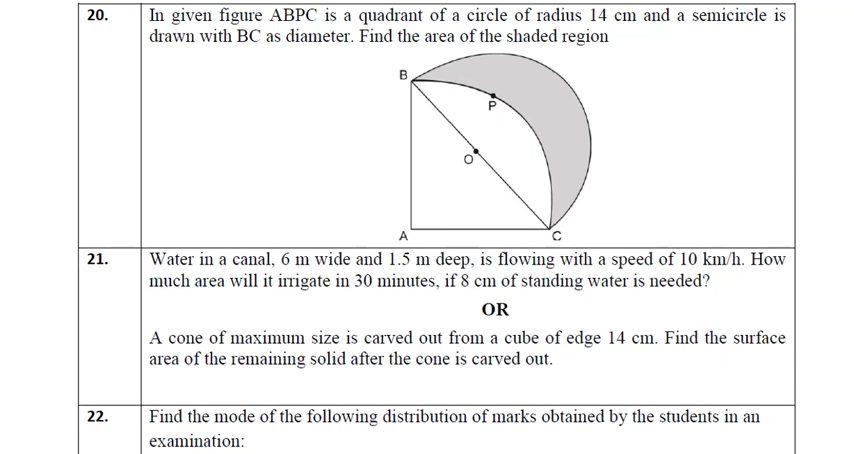 20.
In given figure ABPC is a quadrant of a circle of radius 14 cm and a semicircle is
drawn with BC as diameter. Find the area of the shaded region
B
P
O
A
C
21.
Water in a canal, 6 m wide and 1.5 m deep, is flowing with a speed of 10 km/h. How
much area will it irrigate in 30 minutes, if 8 cm of standing water is needed?
OR
A cone of maximum size is carved out from a cube of edge 14 cm. Find the surface
area of the remaining solid after the cone is carved out.
22.
Find the mode of the following distribution of marks obtained by the students in an
examination: